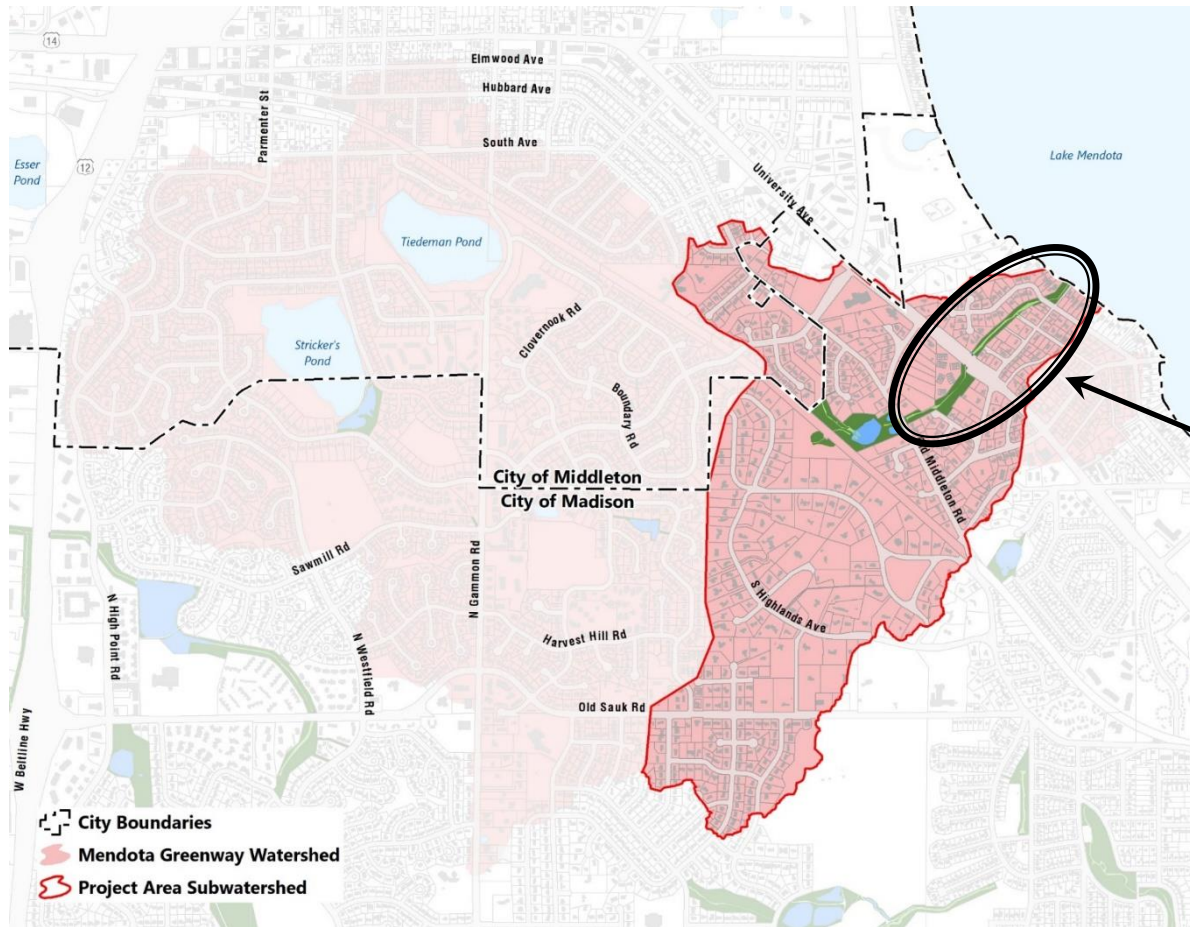 14
Elmwood Ave
Hubbard Ave
Parmenter St
South Ave
Esser
Pond
12
Lake Mendota
University Ave
Tiedeman Pond
Clovernook Rd
Stricker's
Pond
Boundary Rd
City of Middleton
City of Madison
Middleton Rd
Sawmill Rd
N Gammon Rd
S Highlands Ave
N High Point Rd
N Westfield Rd
Harvest Hill Rd
Old Sauk Rd
W Beltline Hwy
City Boundaries
Mendota Greenway Watershed
Project Area Subwatershed